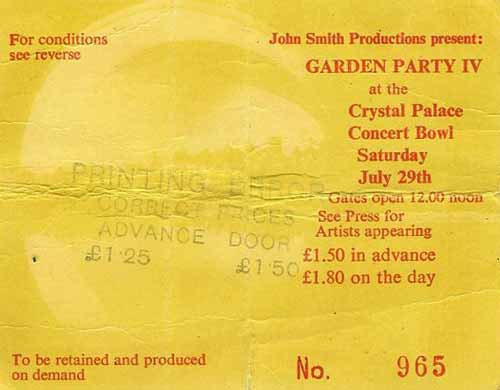 For conditions
see reverse
John Smith Productions present:
GARDEN PARTY IV
at the
Crystal Palace
Concert Bowl
Saturday
July 29th
Gates open 12.00 noon
See Press for
Artists appearing
£1.50 in advance
£1.80 on the day
PRINTING ERROR
CORRECT PRICES
ADVANCE DOOR
£1·25 £1·50
To be retained and produced
on demand
No. 965